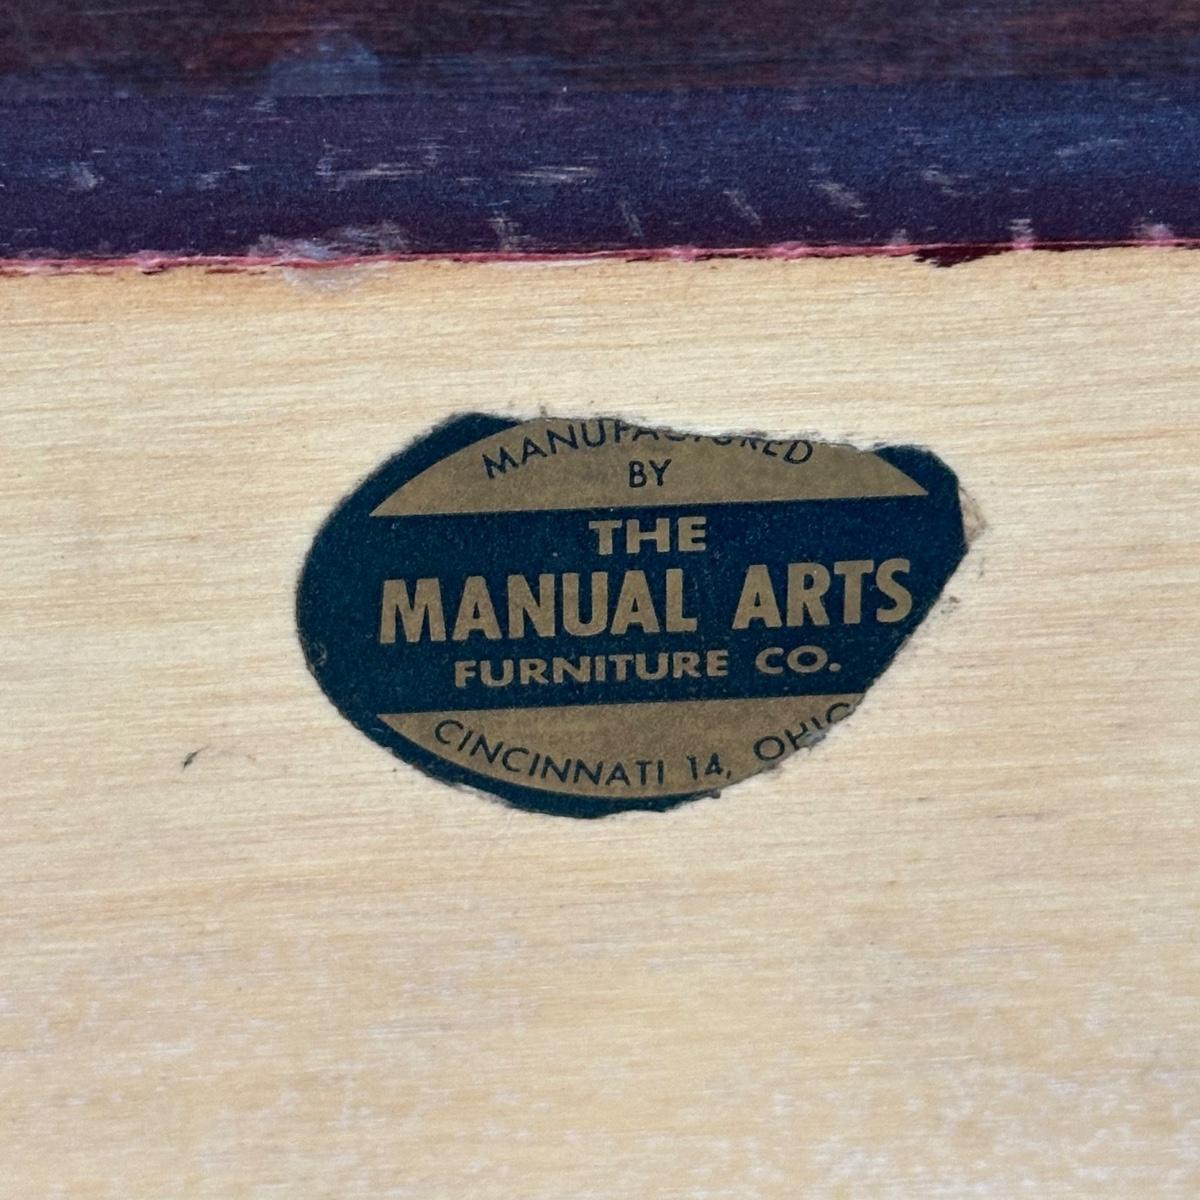 MANUFACTURED
BY
THE
MANUAL ARTS
FURNITURE CO.
CINCINNATI 14, OHIO